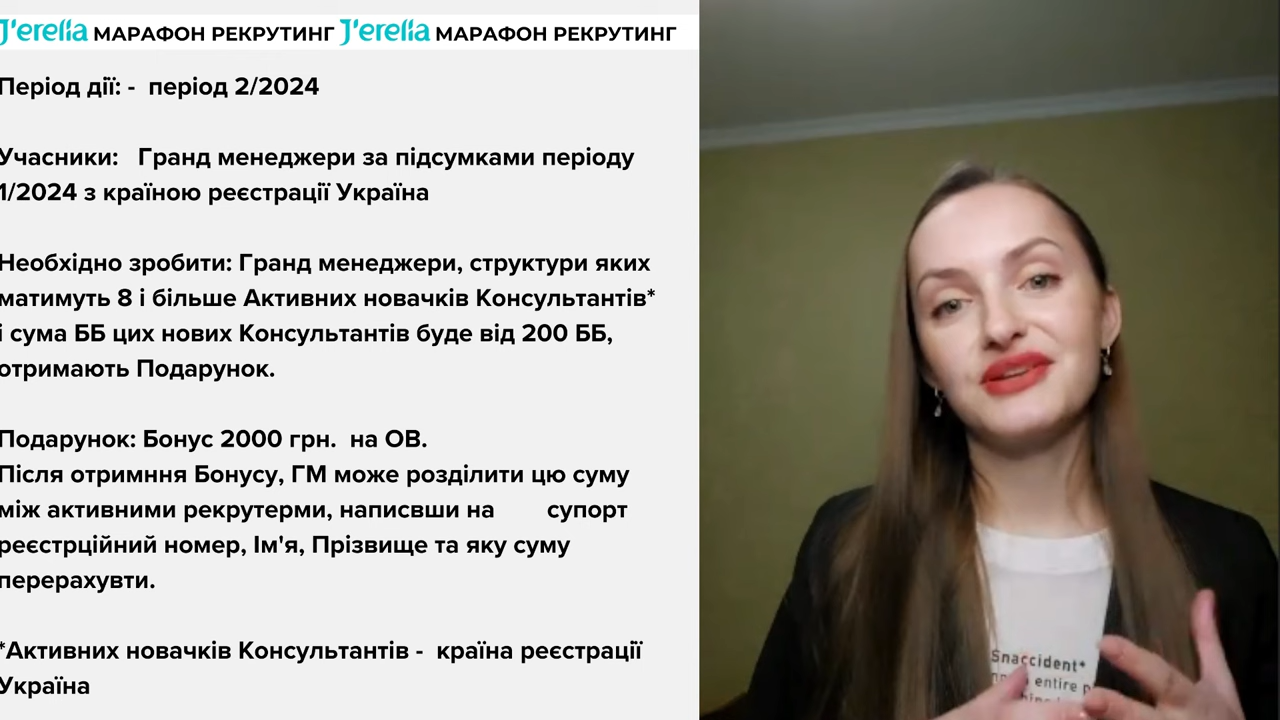 J'erelia МАРАФОН РЕКРУТИНГ J'erelia МАРАФОН РЕКРУТИНГ
Період дії: - період 2/2024
Учасники: Гранд менеджери за підсумками періоду
1/2024 з країною реєстрації Україна
Необхідно зробити: Гранд менеджери, структури яких
матимуть 8 і більше Активних новачків Консультантів*
і сума ББ цих нових Консультантів буде від 200 ББ,
отримають Подарунок.
Подарунок: Бонус 2000 грн. на ОВ.
Після отримння Бонусу, ГМ може розділити цю суму
між активними рекрутерми, написвши на супорт
реєстрційний номер, Ім'я, Прізвище та яку суму
перерахувти.
*Активних новачків Консультантів - країна реєстрації
Україна
Snaccident*
entire